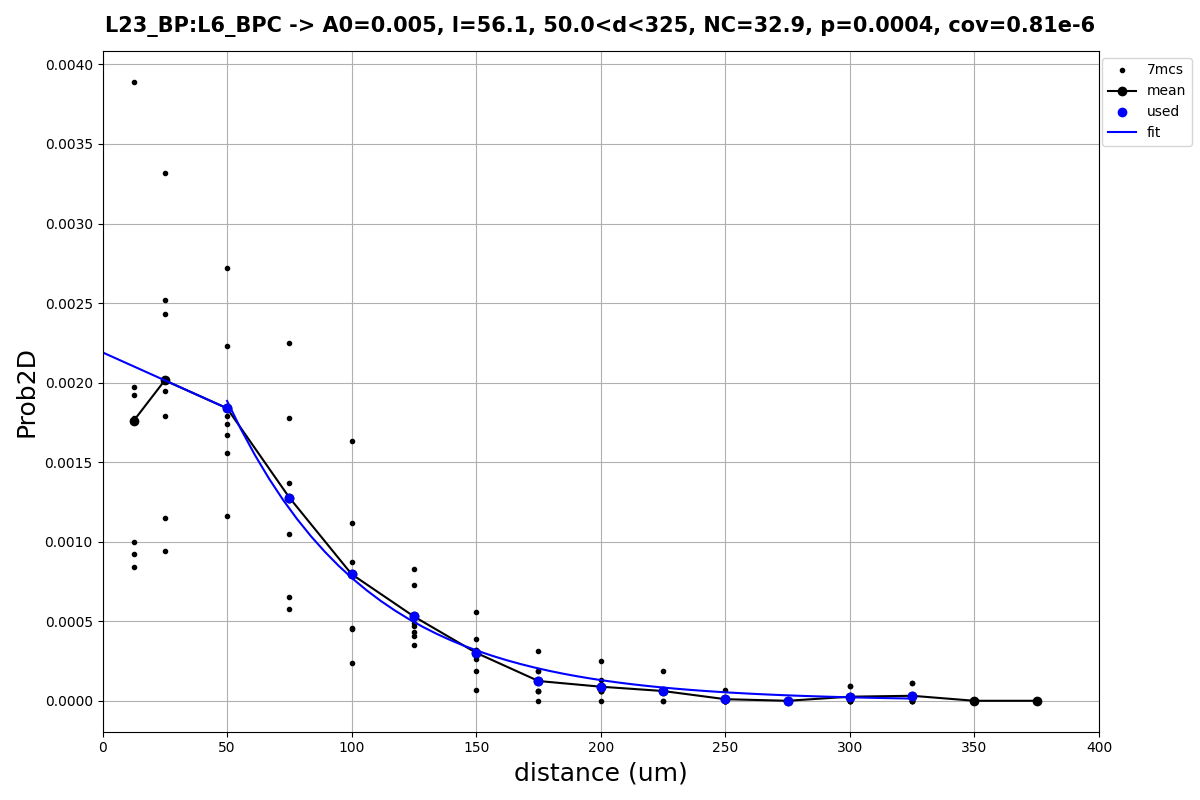 L23_BP:L6_BPC -> A0=0.005, l=56.1, 50.0<d<325, NC=32.9, p=0.0004, cov=0.81e-6
7mcs
mean
used
fit
Prob2D
0.0040
0.0035
0.0030
0.0025
0.0020
0.0015
0.0010
0.0005
0.0000
0
50
100
150
200
250
300
350
400
distance (um)